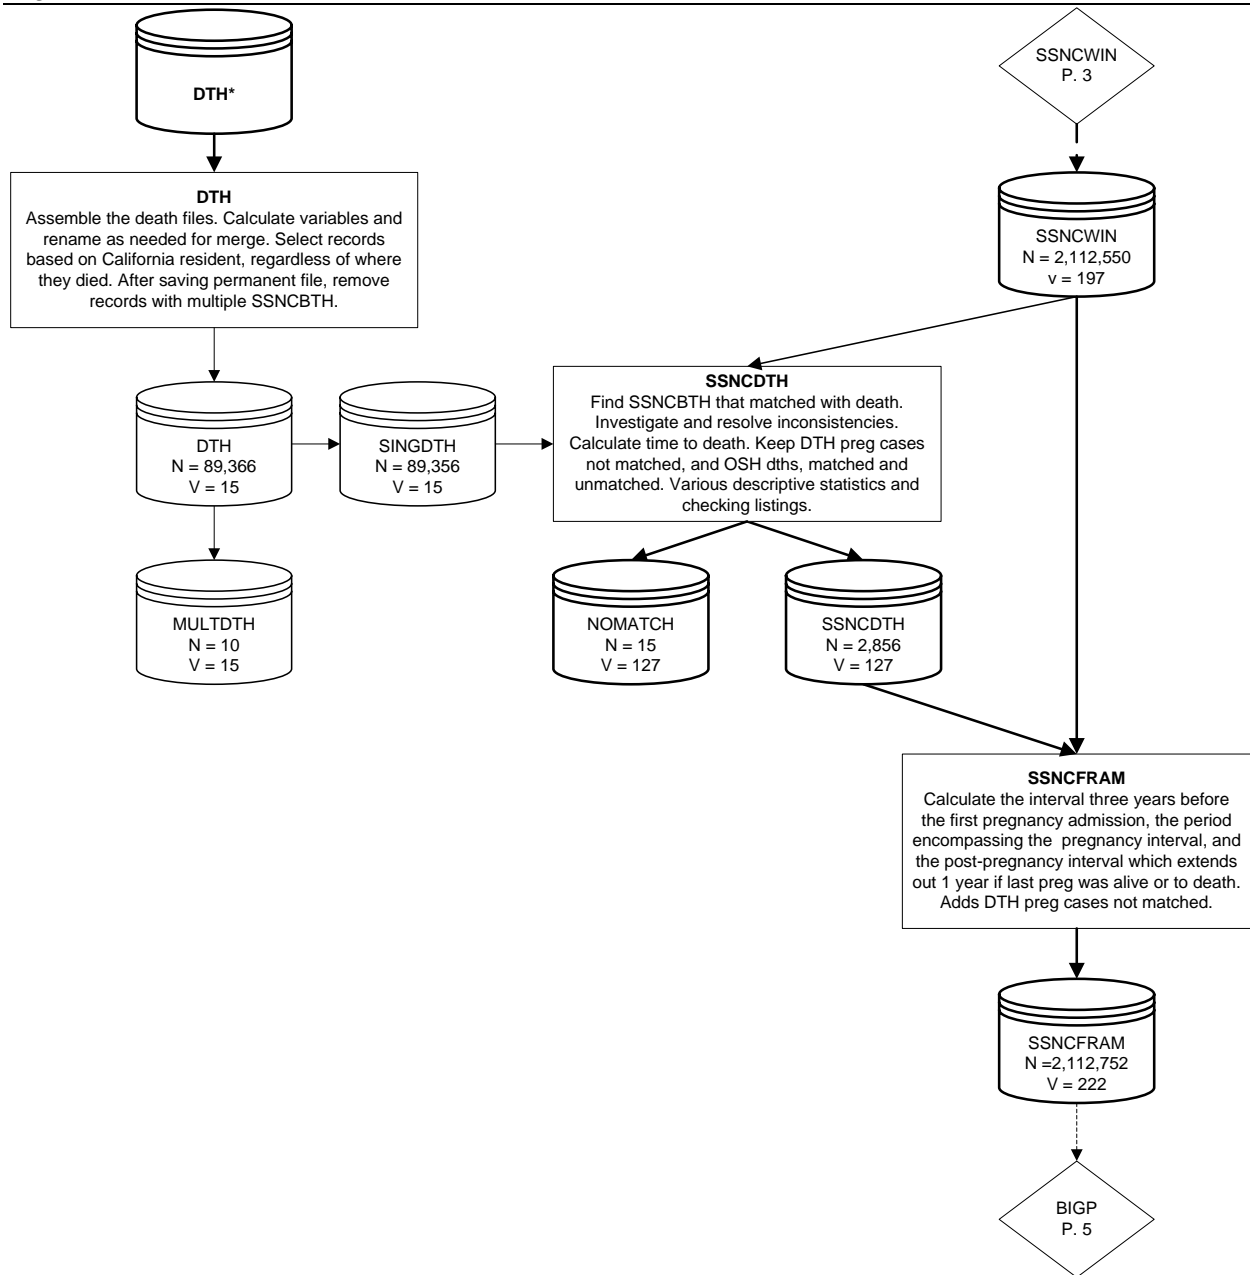 DTH*
SSNCWIN
P. 3
DTH
Assemble the death files. Calculate variables and
rename as needed for merge. Select records
based on California resident, regardless of where
they died. After saving permanent file, remove
records with multiple SSNCBTH.
SSNCWIN
N = 2,112,550
v = 197
DTH
N = 89,366
V = 15
SINGDTH
N = 89,356
V = 15
SSNCDTH
Find SSNCBTH that matched with death.
Investigate and resolve inconsistencies.
Calculate time to death. Keep DTH preg cases
not matched, and OSH dths, matched and
unmatched. Various descriptive statistics and
checking listings.
MULTDTH
N = 10
V = 15
NOMATCH
N = 15
V = 127
SSNCDTH
N = 2,856
V = 127
SSNCFRAM
Calculate the interval three years before
the first pregnancy admission, the period
encompassing the  pregnancy interval, and
the post-pregnancy interval which extends
out 1 year if last preg was alive or to death.
Adds DTH preg cases not matched.
SSNCFRAM
N =2,112,752
V = 222
BIGP
P. 5